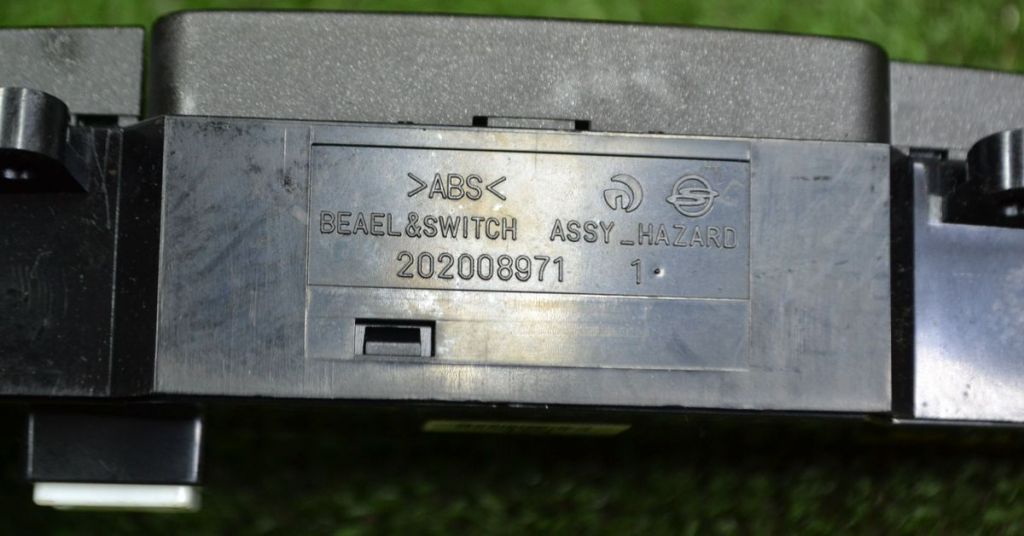 >ABS<
BEAEL&SWITCH ASSY_HAZARD
202008971 1